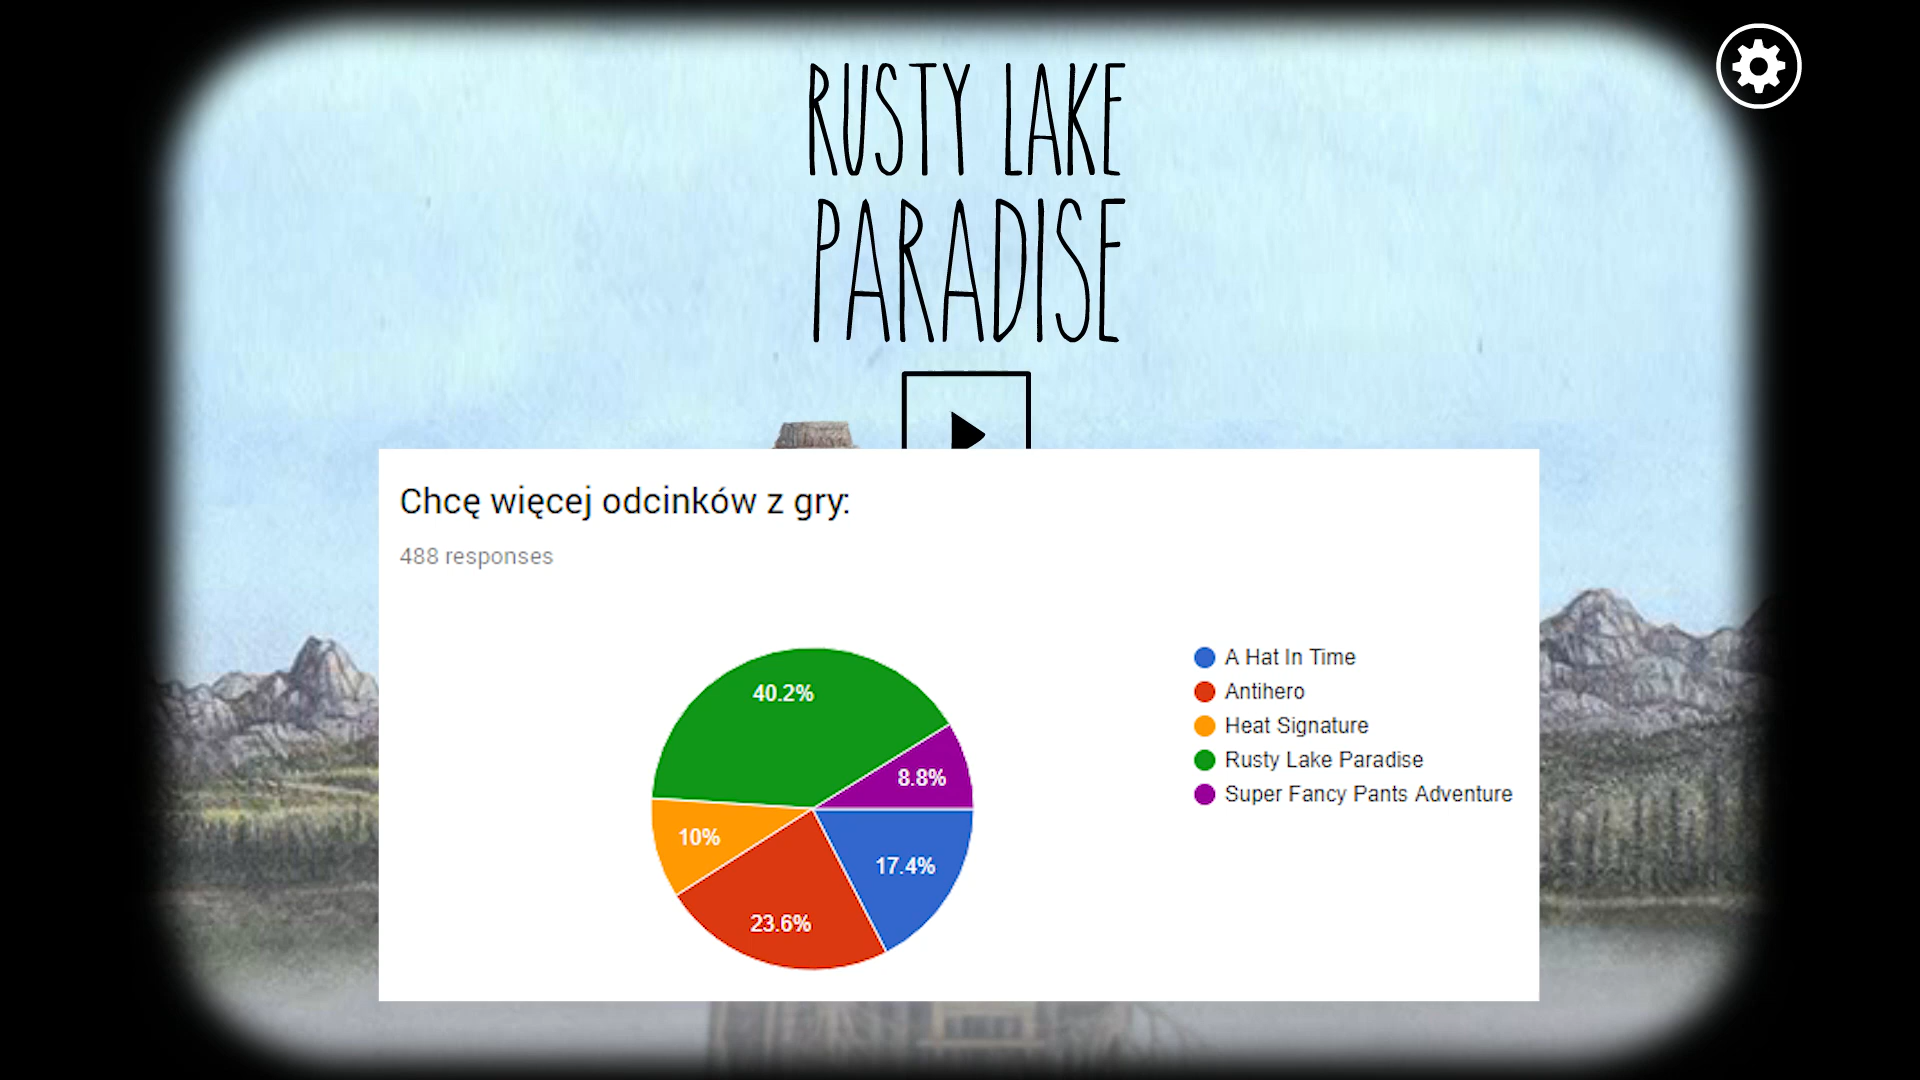 RUSTY LAKE
PARADISE
Chcę więcej odcinków z gry:
488 responses
40.2%
8.8%
10%
17.4%
23.6%
A Hat In Time
Antihero
Heat Signature
Rusty Lake Paradise
Super Fancy Pants Adventure